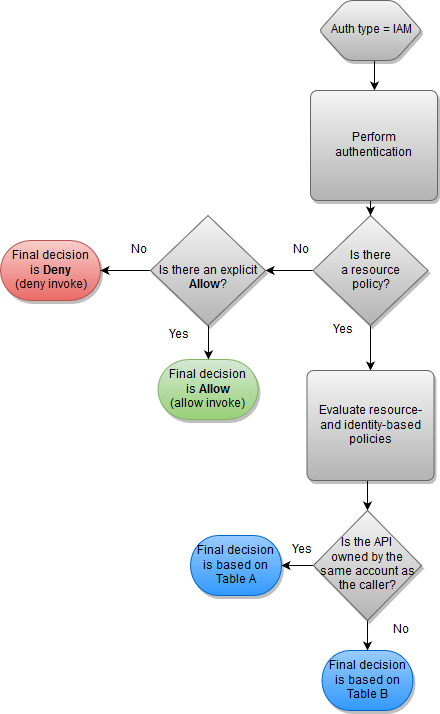 Auth type = IAM
Perform
authentication
Is there
a resource
policy?
No
Yes
Is there an explicit
Allow?
No
Yes
Final decision
is Deny
(deny invoke)
Final decision
is Allow
(allow invoke)
Evaluate resource-
and identity-based
policies
Is the API
owned by the
same account as
the caller?
Yes
No
Final decision
is based on
Table A
Final decision
is based on
Table B